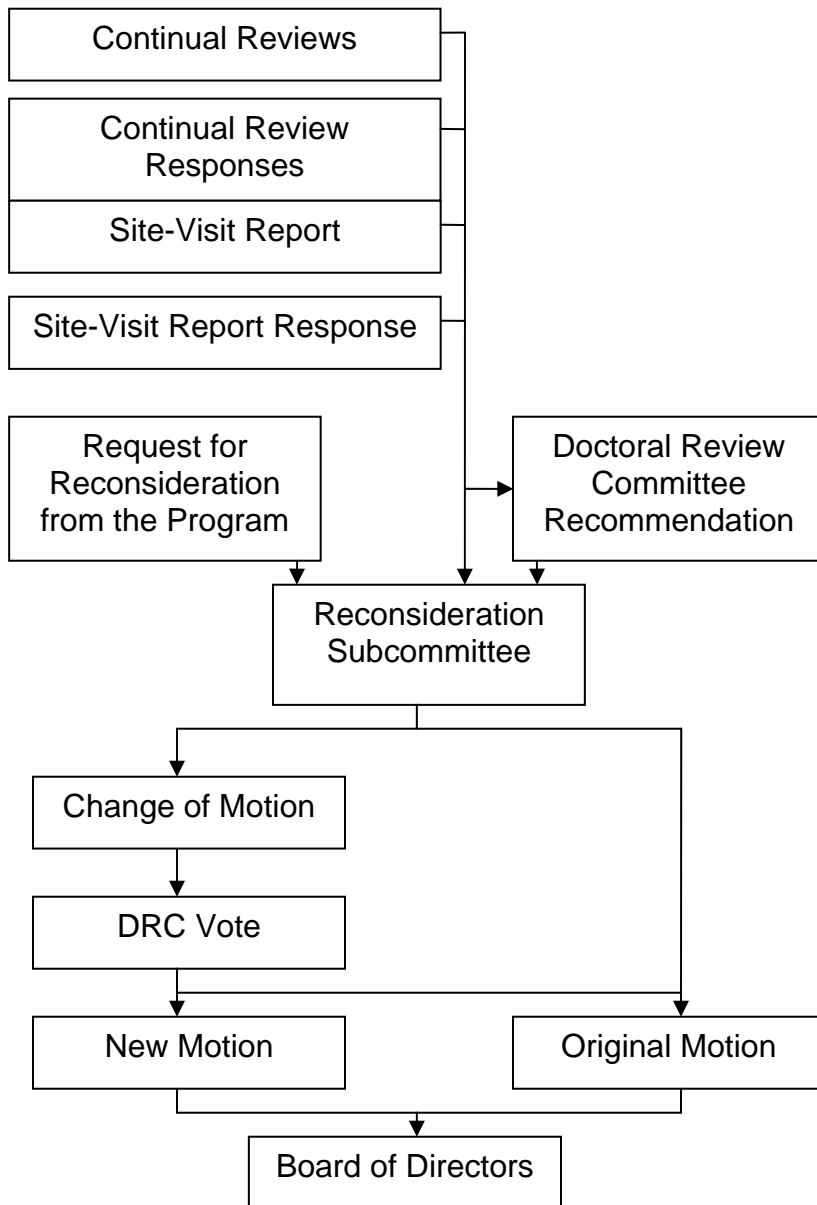 Continual Reviews
Continual Review
Responses
Site-Visit Report
Site-Visit Report Response
Request for
Reconsideration
from the Program
Doctoral Review
Committee
Recommendation
Reconsideration
Subcommittee
Change of Motion
DRC Vote
New Motion
Original Motion
Board of Directors